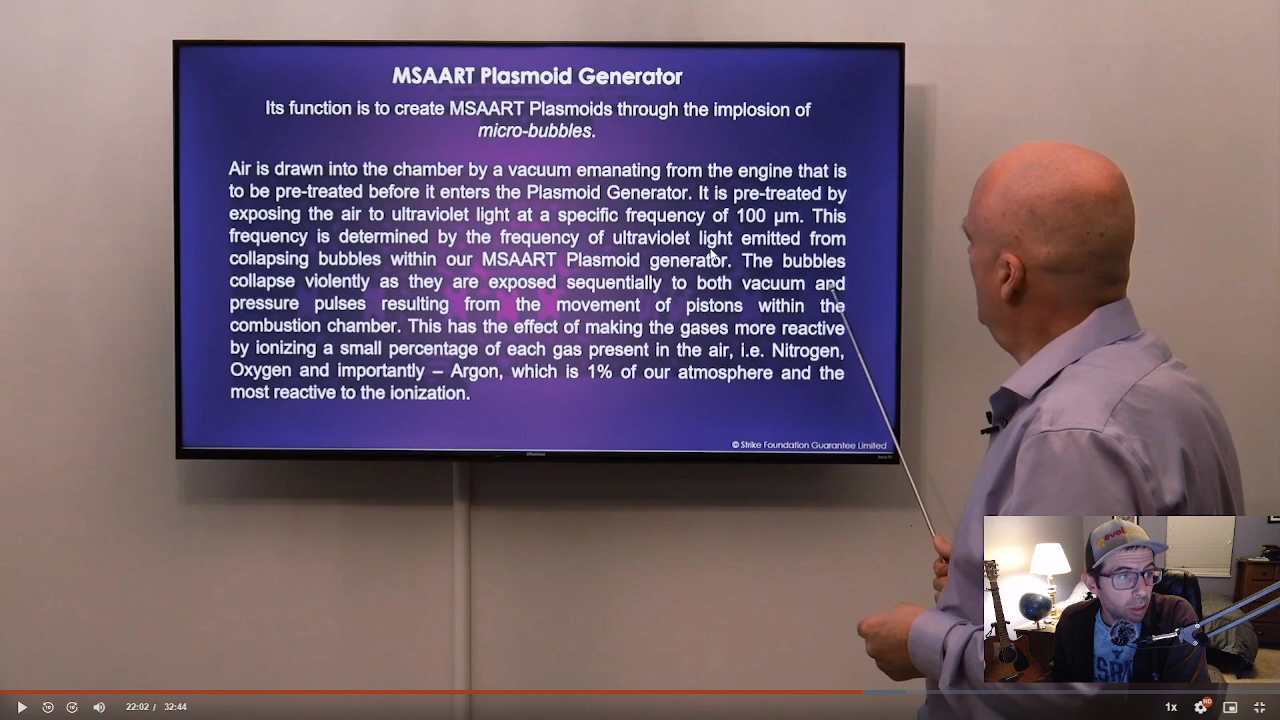 MSAART Plasmoid Generator
Its function is to create MSAART Plasmoids through the implosion of
micro-bubbles.
Air is drawn into the chamber by a vacuum emanating from the engine that is
to be pre-treated before it enters the Plasmoid Generator. It is pre-treated by
exposing the air to ultraviolet light at a specific frequency of 100 μm. This
frequency is determined by the frequency of ultraviolet light emitted from
collapsing bubbles within our MSAART Plasmoid generator. The bubbles
collapse violently as they are exposed sequentially to both vacuum and
pressure pulses resulting from the movement of pistons within the
combustion chamber. This has the effect of making the gases more reactive
by ionizing a small percentage of each gas present in the air, i.e. Nitrogen,
Oxygen and importantly – Argon, which is 1% of our atmosphere and the
most reactive to the ionization.
© Strike Foundation Guarantee Limited
Hisense
22:02 / 32:44
1x
HD